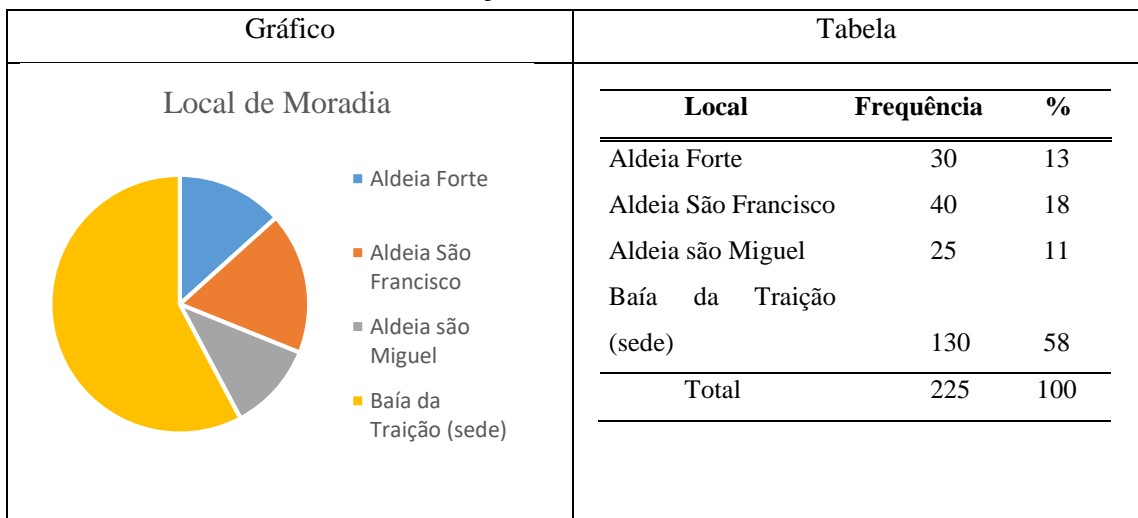 Gráfico
Tabela
Local de Moradia
Aldeia Forte
Aldeia São
Francisco
Aldeia são
Miguel
Baía da
Traição (sede)
Local Frequência %
Aldeia Forte 30 13
Aldeia São Francisco 40 18
Aldeia são Miguel 25 11
Baía da Traição
(sede) 130 58
Total 225 100